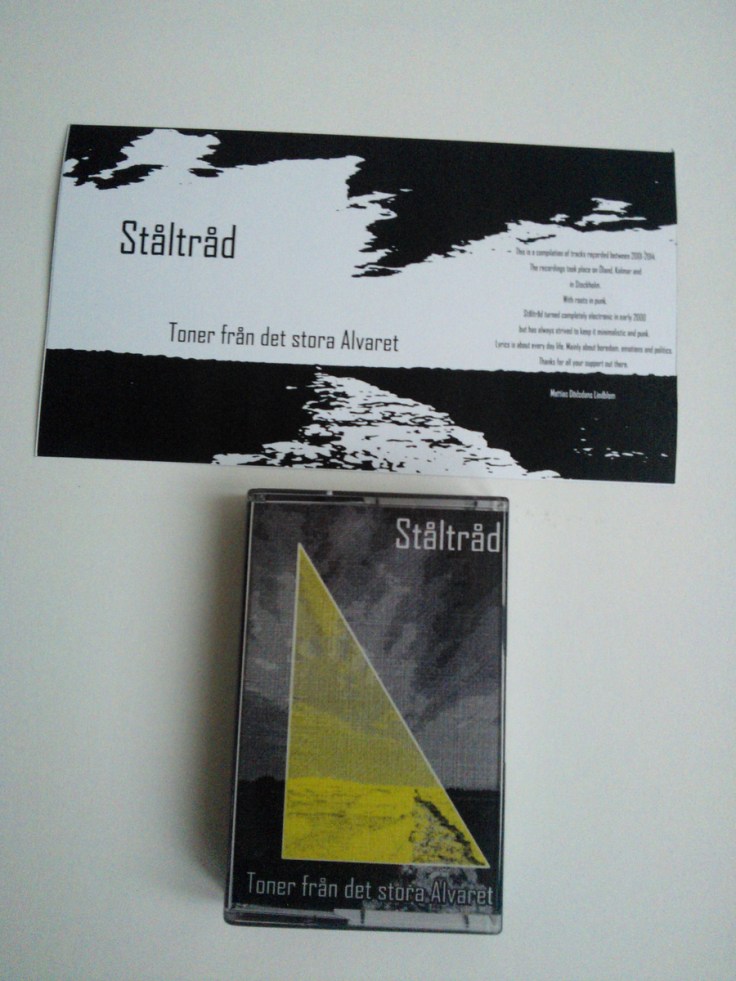 Ståltråd
Toner från det stora Alvaret
This is a compilation of tracks recorded between 2001-2014
The recordings took place on Öland, Kalmar and
in Stockholm.
With roots in punk.
Ståltråd turned completely electronic in early 2000
but has always strived to keep it minimalistic and punk.
Lyrics is about every day life. Mainly about boredom, emotions and politics.
Thanks for all your support out there.
Mattias Lindblom
Ståltråd
Toner från det stora Alvaret